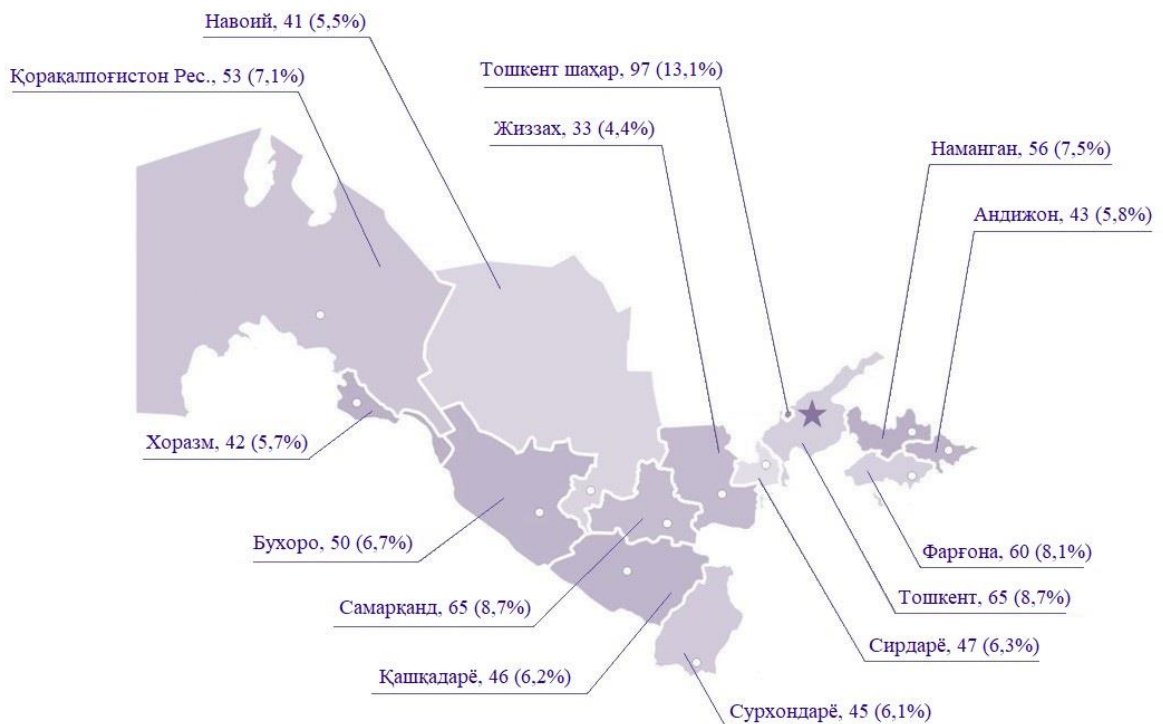 Навоий, 41 (5,5%)
Қорақалпоғистон Рес., 53 (7,1%)
Тошкент шаҳар, 97 (13,1%)
Жиззах, 33 (4,4%)
Наманган, 56 (7,5%)
Андижон, 43 (5,8%)
Хоразм, 42 (5,7%)
Бухоро, 50 (6,7%)
Фарғона, 60 (8,1%)
Самарқанд, 65 (8,7%)
Тошкент, 65 (8,7%)
Сирдарё, 47 (6,3%)
Қашқадарё, 46 (6,2%)
Сурхондарё, 45 (6,1%)